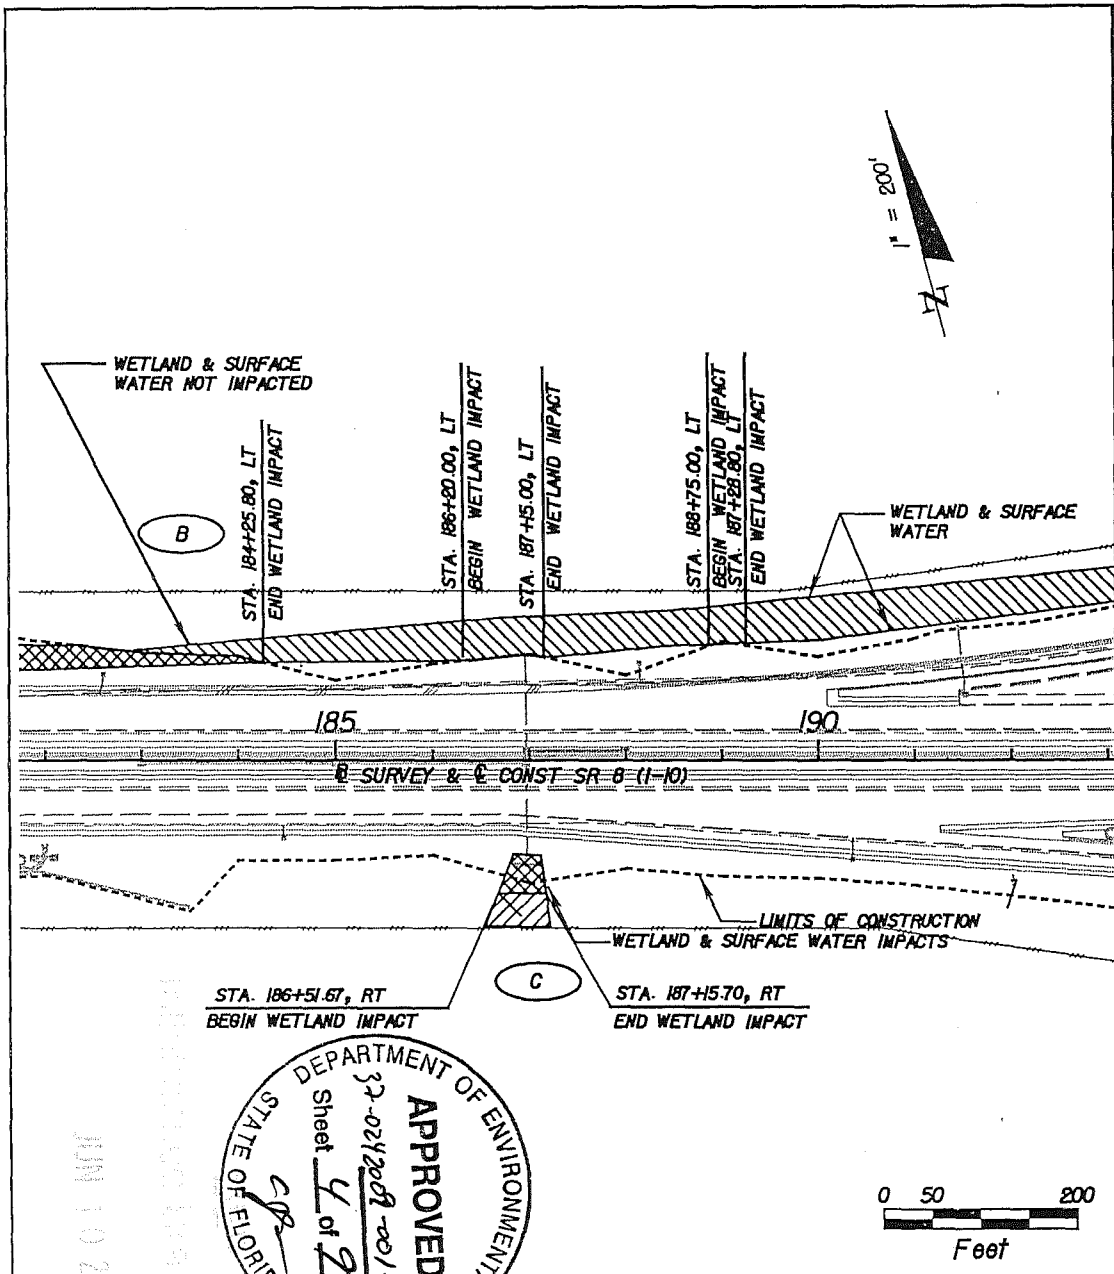 1" = 200'
N
WETLAND & SURFACE
WATER NOT IMPACTED
B
STA. 184+25.80, LT
END WETLAND IMPACT
STA. 186+20.00, LT
BEGIN WETLAND IMPACT
STA. 187+15.00, LT
END WETLAND IMPACT
STA. 188+75.00, LT
BEGIN WETLAND IMPACT
STA. 187+28.80, LT
END WETLAND IMPACT
WETLAND & SURFACE
WATER
185
190
SURVEY & ℄ CONST SR 8 (I-10)
LIMITS OF CONSTRUCTION
WETLAND & SURFACE WATER IMPACTS
C
STA. 186+51.67, RT
BEGIN WETLAND IMPACT
STA. 187+15.70, RT
END WETLAND IMPACT
STATE OF FLORI
DEPARTMENT OF ENVIRONMENTA
APPROVED
Sheet 4 of
0 50 200
Feet